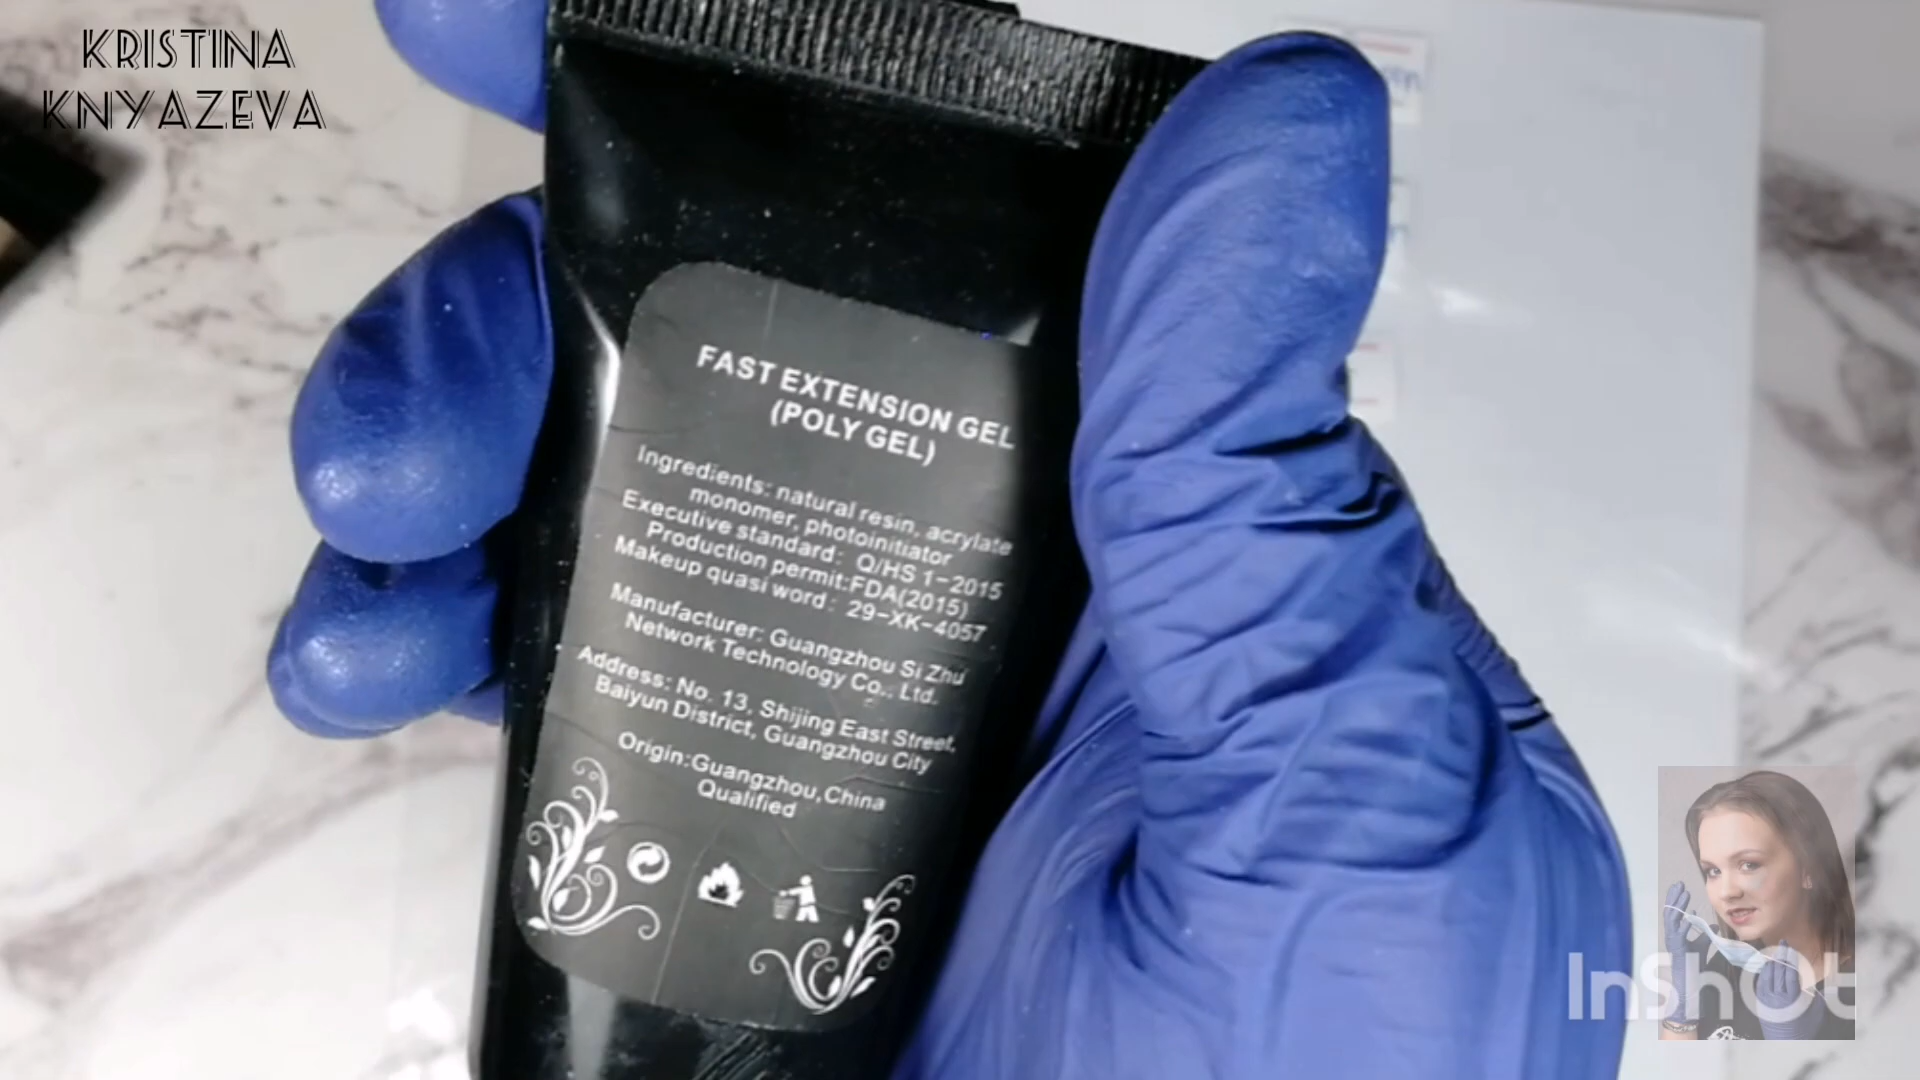 KRISTINA
KNYAZEVA
FAST EXTENSION GEL
(POLY GEL)
Ingredients: natural resin, acrylate
monomer, photoinitiator
Executive standard: Q/HS 1-2015
Production permit:FDA(2015)
Makeup quasi word: 29-XK-4057
Manufacturer: Guangzhou Si Zhu
Network Technology Co., Ltd.
Address: No. 13, Shijing East Street,
Baiyun District, Guangzhou City
Origin:Guangzhou,China
Qualified
InShOt